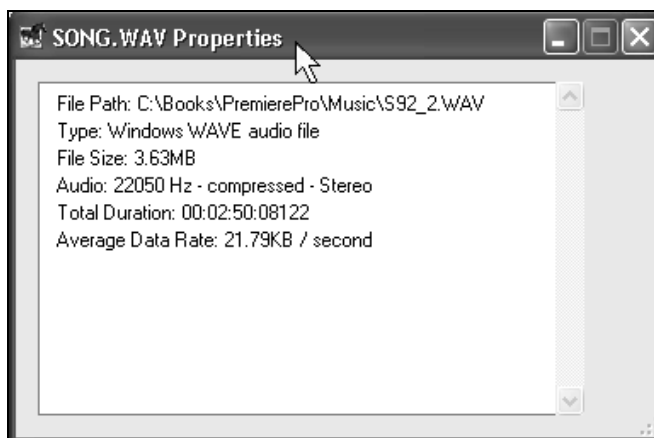 SONG.WAV Properties
File Path: C:\Books\PremierePro\Music\S92_2.WAV
Type: Windows WAVE audio file
File Size: 3.63MB
Audio: 22050 Hz - compressed - Stereo
Total Duration: 00:02:50:08122
Average Data Rate: 21.79KB / second